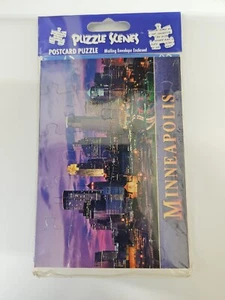 PUZZLE SCENES
POSTCARD PUZZLE
Mailing Envelope Enclosed
MINNEAPOLIS